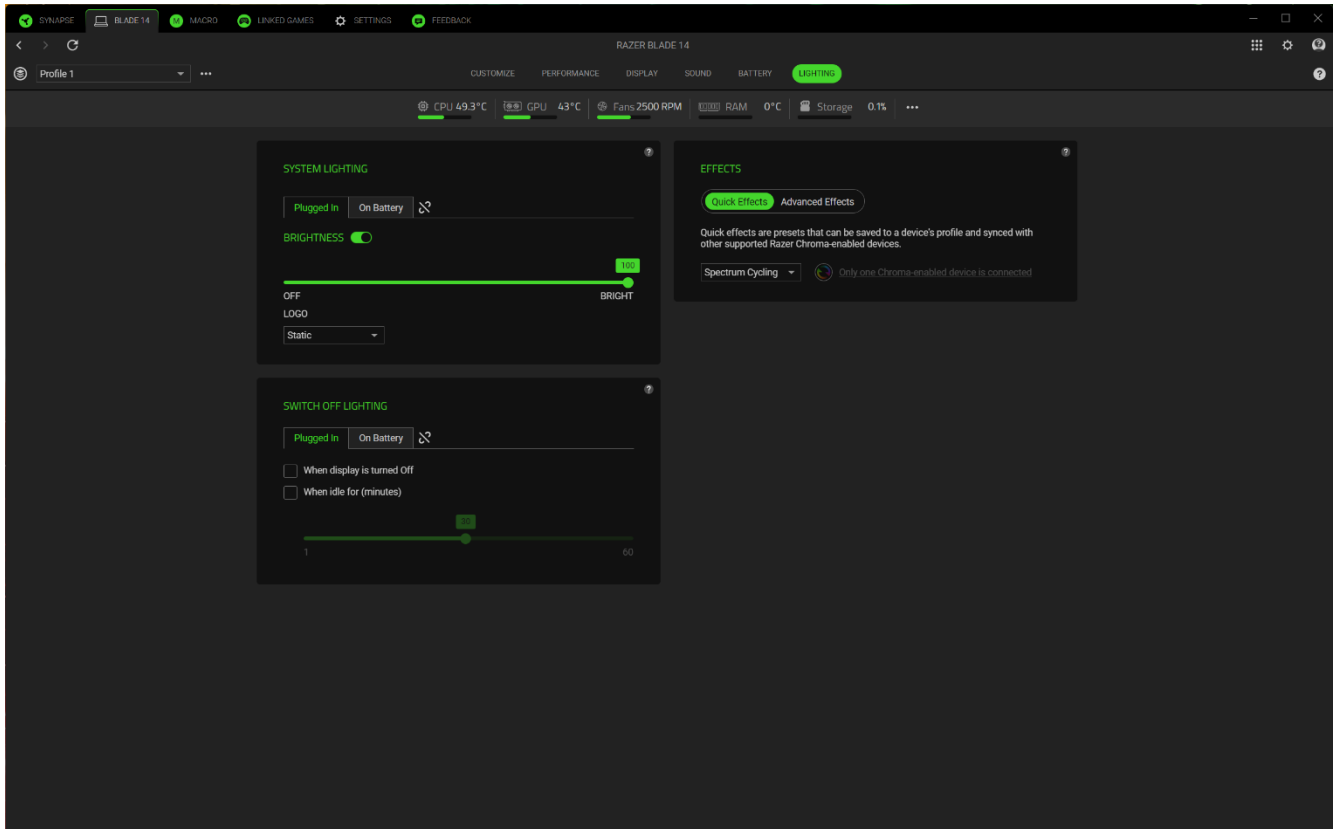 SYNAPSE BLADE 14 M MACRO LINKED GAMES SETTINGS FEEDBACK
RAZER BLADE 14
Profile 1 CUSTOMIZE PERFORMANCE DISPLAY SOUND BATTERY LIGHTING
CPU 49.3°C GPU 43°C Fans 2500 RPM RAM 0°C Storage 0.1%
SYSTEM LIGHTING
Plugged In On Battery
BRIGHTNESS
100
OFF BRIGHT
LOGO
Static
EFFECTS
Quick Effects Advanced Effects
Quick effects are presets that can be saved to a device's profile and synced with
other supported Razer Chroma-enabled devices.
Spectrum Cycling Only one Chroma-enabled device is connected
SWITCH OFF LIGHTING
Plugged In On Battery
When display is turned Off
When idle for (minutes)
30
1 60